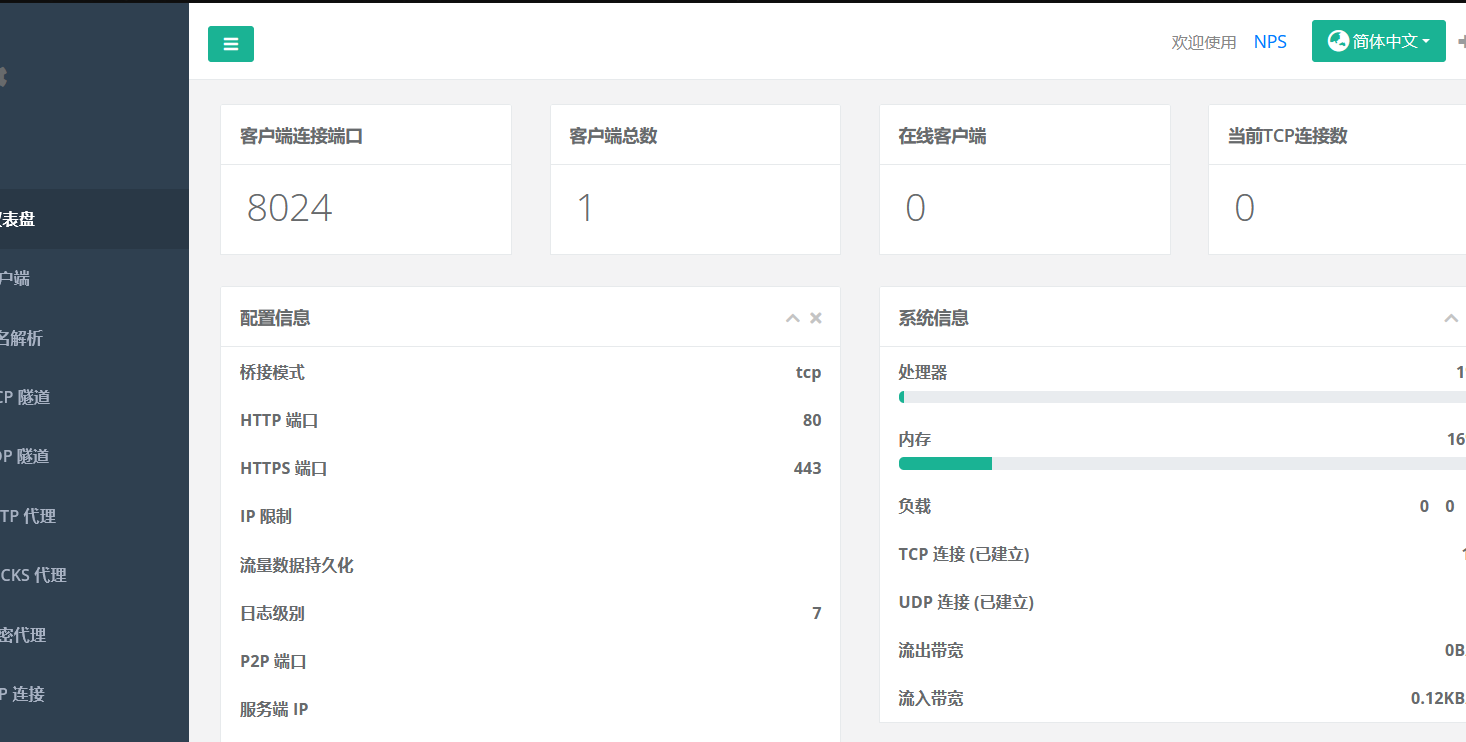 欢迎使用 NPS 简体中文
客户端连接端口
8024
客户端总数
1
在线客户端
0
当前TCP连接数
0
表盘
户端
名解析
CP 隧道
DP 隧道
TP 代理
CKS 代理
密代理
P 连接
配置信息
桥接模式 tcp
HTTP 端口 80
HTTPS 端口 443
IP 限制
流量数据持久化
日志级别 7
P2P 端口
服务端 IP
系统信息
处理器 1
内存 16
负载 0 0
TCP 连接 (已建立) 1
UDP 连接 (已建立)
流出带宽 0B
流入带宽 0.12KB